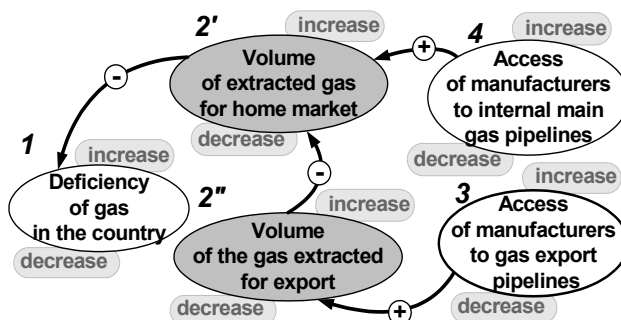 2'
increase
Volume
of extracted gas
for home market
decrease
+
4
increase
Access
of manufacturers
to internal main
gas pipelines
decrease
-
1
increase
Deficiency
of gas
in the country
decrease
-
2"
increase
Volume
of the gas extracted
for export
decrease
3
increase
Access
of manufacturers
to gas export
pipelines
decrease
+